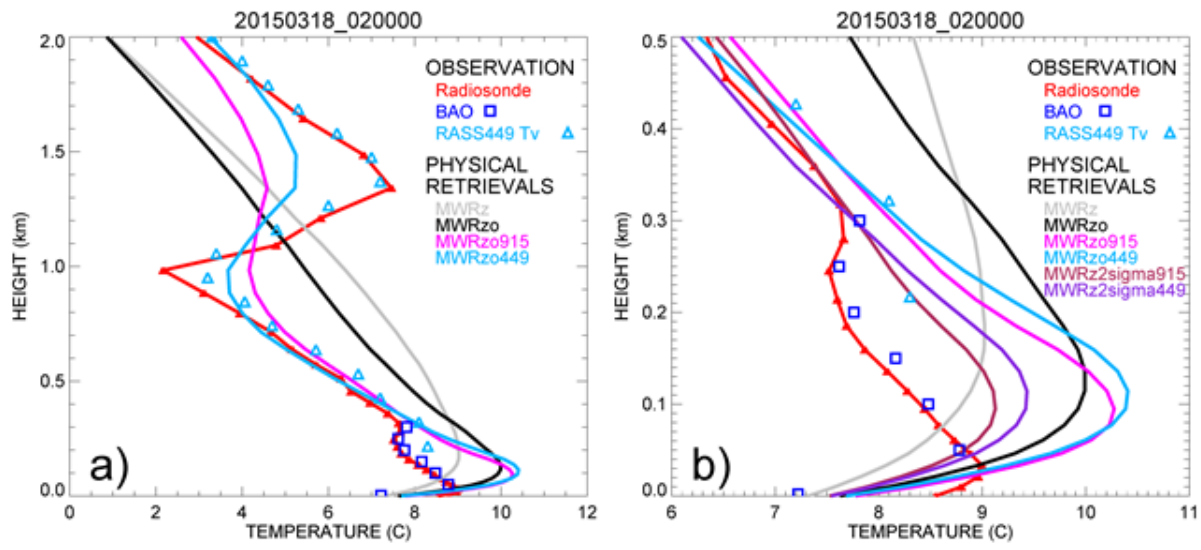 20150318_020000
2.0
1.5
1.0
0.5
0.0
HEIGHT (km)
0 2 4 6 8 10 12
TEMPERATURE (C)
OBSERVATION
Radiosonde
BAO
RASS449 Tv
PHYSICAL
RETRIEVALS
MWRz
MWRzo
MWRzo915
MWRzo449
a)
20150318_020000
0.5
0.4
0.3
0.2
0.1
0.0
HEIGHT (km)
6 7 8 9 10 11
TEMPERATURE (C)
OBSERVATION
Radiosonde
BAO
RASS449 Tv
PHYSICAL
RETRIEVALS
MWRz
MWRzo
MWRzo915
MWRzo449
MWRz2sigma915
MWRz2sigma449
b)